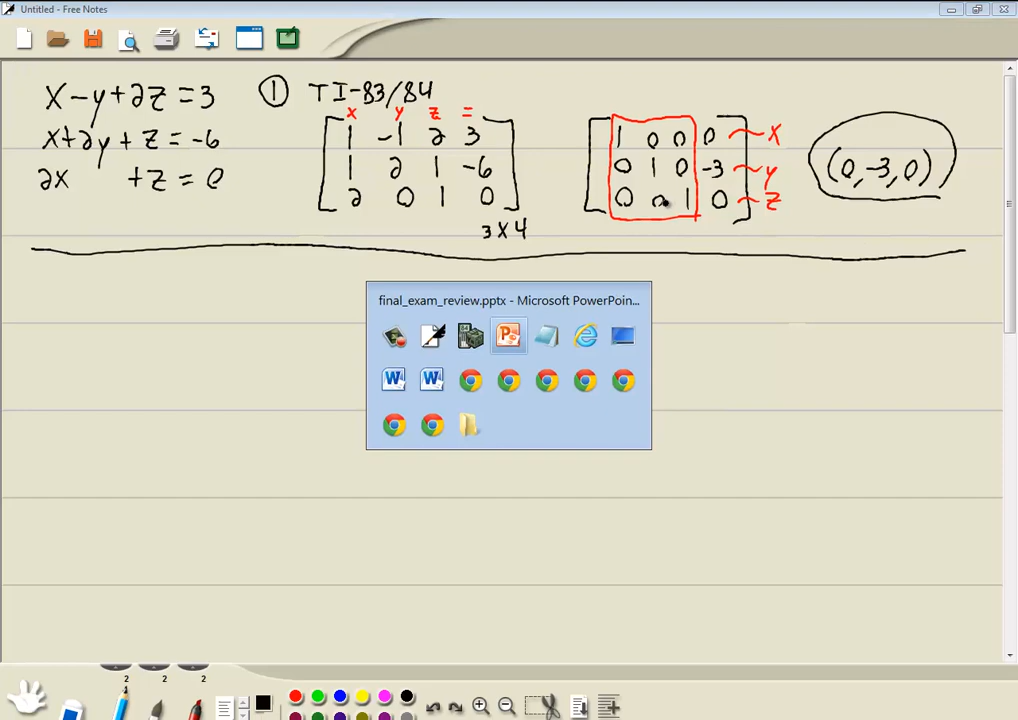 Untitled - Free Notes
x-y+2z=3
x+2y+z=-6
2x +z=0
① TI-83/84
x y z =
1 -1 2 3
1 2 1 -6
2 0 1 0
3x4
1 0 0 0 ~ x
0 1 0 -3 ~ y
0 0 1 0 ~ z
(0,-3,0)
final_exam_review.pptx - Microsoft PowerPoin...
2 2 2